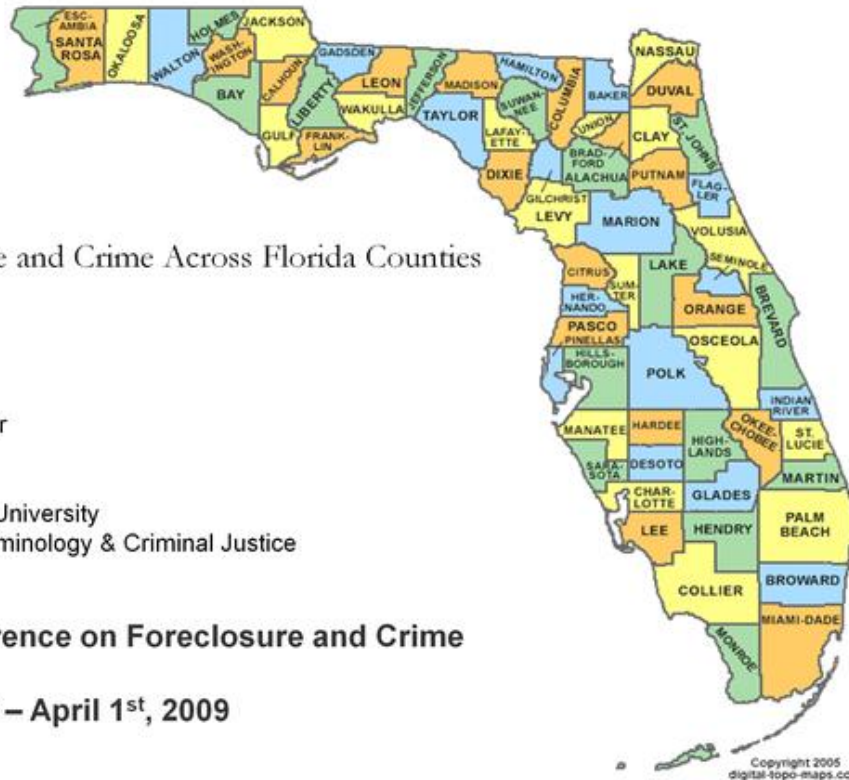 ESC-
AMBIA
SANTA
ROSA
OKALOOSA
WALTON
HOLMES
WASH-
INGTON
JACKSON
BAY
CALHOUN
GULF
LIBERTY
GADSDEN
FRANK-
LIN
LEON
WAKULLA
JEFFERSON
MADISON
TAYLOR
HAMILTON
SUWAN-
NEE
LAFAY-
ETTE
DIXIE
COLUMBIA
BAKER
UNION
BRAD-
FORD
ALACHUA
GILCHRIST
LEVY
NASSAU
DUVAL
CLAY
ST. JOHNS
PUTNAM
FLAG-
LER
MARION
VOLUSIA
e and Crime Across Florida Counties
CITRUS
SUM-
TER
LAKE
SEMINOLE
HER-
NANDO
ORANGE
BREVARD
PASCO
PINELLAS
HILLS-
BOROUGH
OSCEOLA
POLK
INDIAN
RIVER
r
MANATEE
HARDEE
HIGH-
LANDS
OKEE-
CHOBEE
ST.
LUCIE
SARA-
SOTA
DESOTO
MARTIN
University
minology & Criminal Justice
CHAR-
LOTTE
GLADES
LEE
HENDRY
PALM
BEACH
COLLIER
BROWARD
MIAMI-DADE
MONROE
rence on Foreclosure and Crime
– April 1st, 2009
Copyright 2005
digital-topo-maps.co